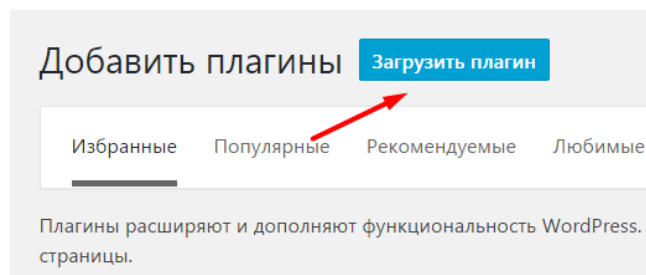 Добавить плагины Загрузить плагин
Избранные Популярные Рекомендуемые Любимые
Плагины расширяют и дополняют функциональность WordPress.
страницы.